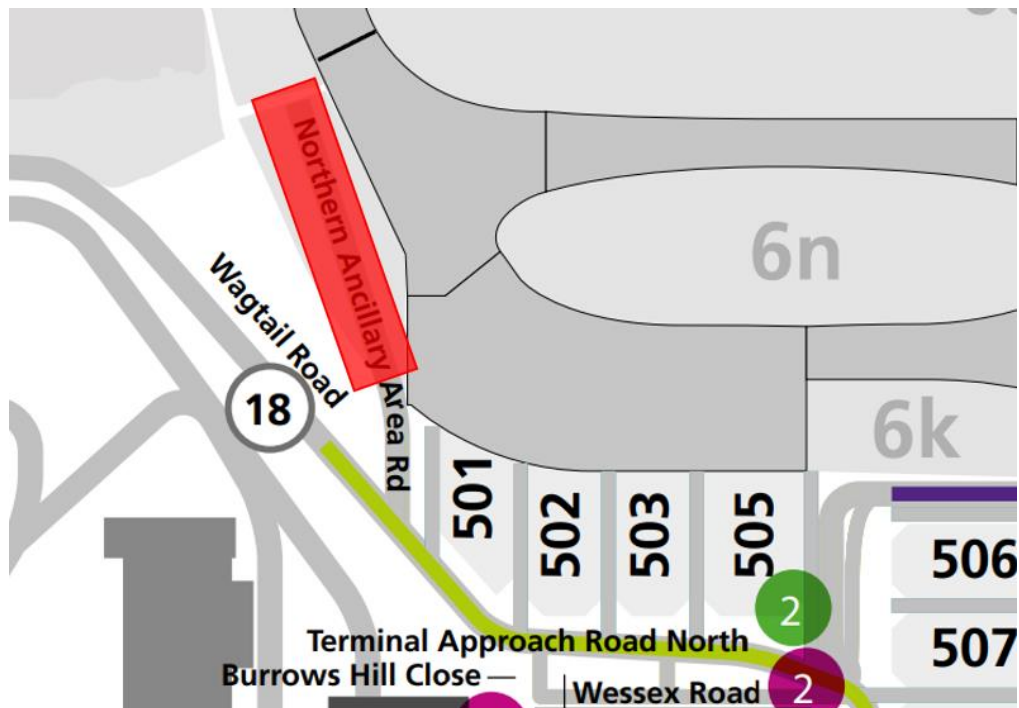 Northern Ancillary Area Rd
6n
Wagtail Road
18
6k
501
502
503
505
506
507
2
Terminal Approach Road North
Burrows Hill Close
Wessex Road
2